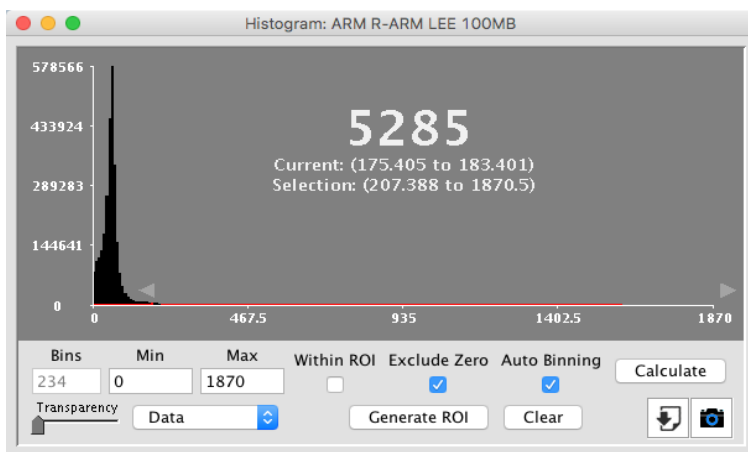 Histogram: ARM R-ARM LEE 100MB
578566
433924
289283
144641
0
5285
Current: (175.405 to 183.401)
Selection: (207.388 to 1870.5)
0 467.5 935 1402.5 1870
Bins Min Max Within ROI Exclude Zero Auto Binning
234 0 1870 Calculate
Transparency Data Generate ROI Clear